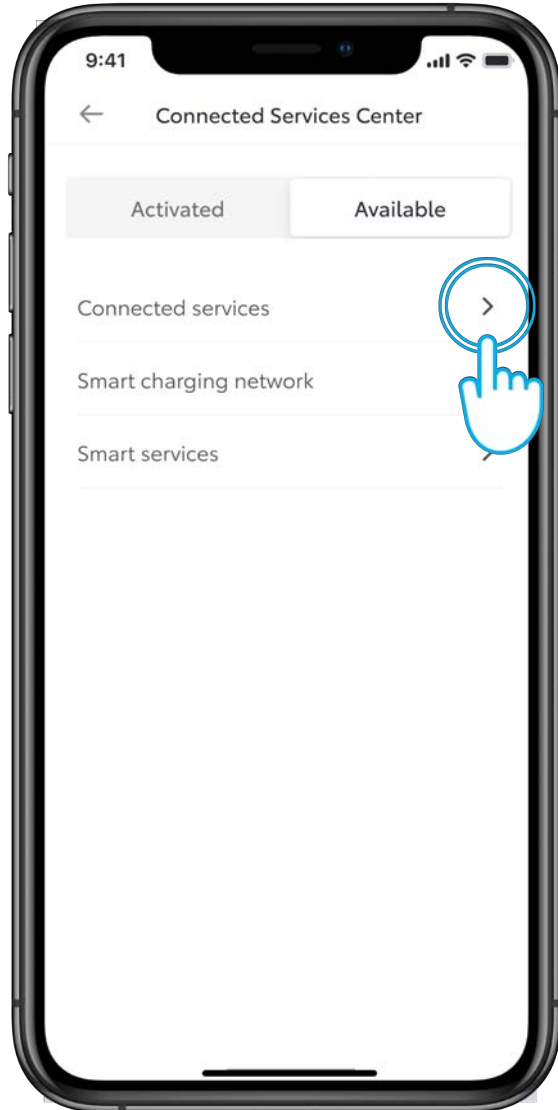 9:41
Connected Services Center
Activated Available
Connected services
Smart charging network
Smart services